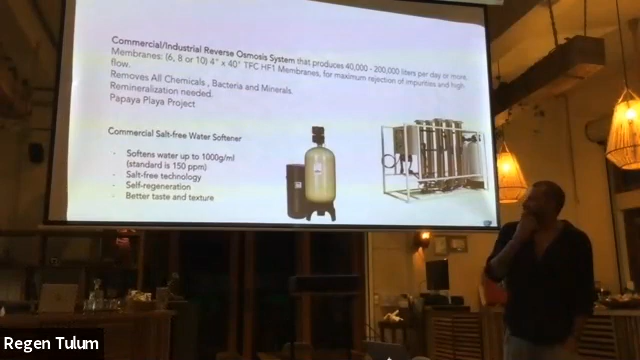 Commercial/Industrial Reverse Osmosis System that produces 40,000 - 200,000 liters per day or more.
Membranes: (6, 8 or 10) 4" x 40" TFC HF1 Membranes, for maximum rejection of impurities and high
flow.
Removes All Chemicals , Bacteria and Minerals.
Remineralization needed.
Papaya Playa Project
Commercial Salt-free Water Softener
- Softens water up to 1000g/ml
(standard is 150 ppm)
- Salt-free technology
- Self-regeneration
- Better taste and texture
Regen Tulum